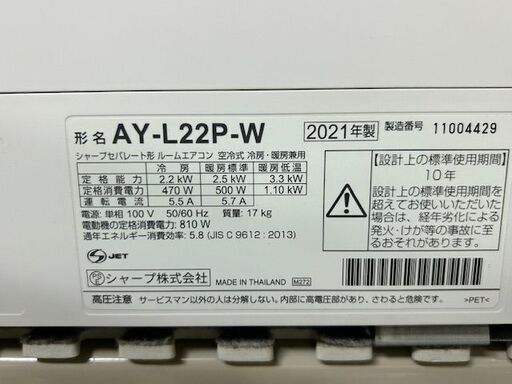 形名 AY-L22P-W 2021年製 製造番号 11004429
シャープセパレート形 ルームエアコン 空冷式 冷房・暖房兼用
冷房 暖房標準 暖房低温
定格能力 2.2 kW 2.5 kW 3.3 kW
定格消費電力 470 W 500 W 1.10 kW
運転電流 5.5 A 5.7 A
電源: 単相 100 V 50/60 Hz 質量: 17 kg
電動機の定格消費電力: 810 W
通年エネルギー消費効率: 5.8 (JIS C 9612 : 2013)
【設計上の標準使用期間】
10 年
設計上の標準使用期間を
超えてお使いいただいた
場合は、経年劣化による
発火・けが等の事故に至る
おそれがあります。
JET
PSE
シャープ株式会社 MADE IN THAILAND M272
高圧注意 サービスマン以外の人は分解しない。内部に高電圧部があり、さわると危険です。 >PET<